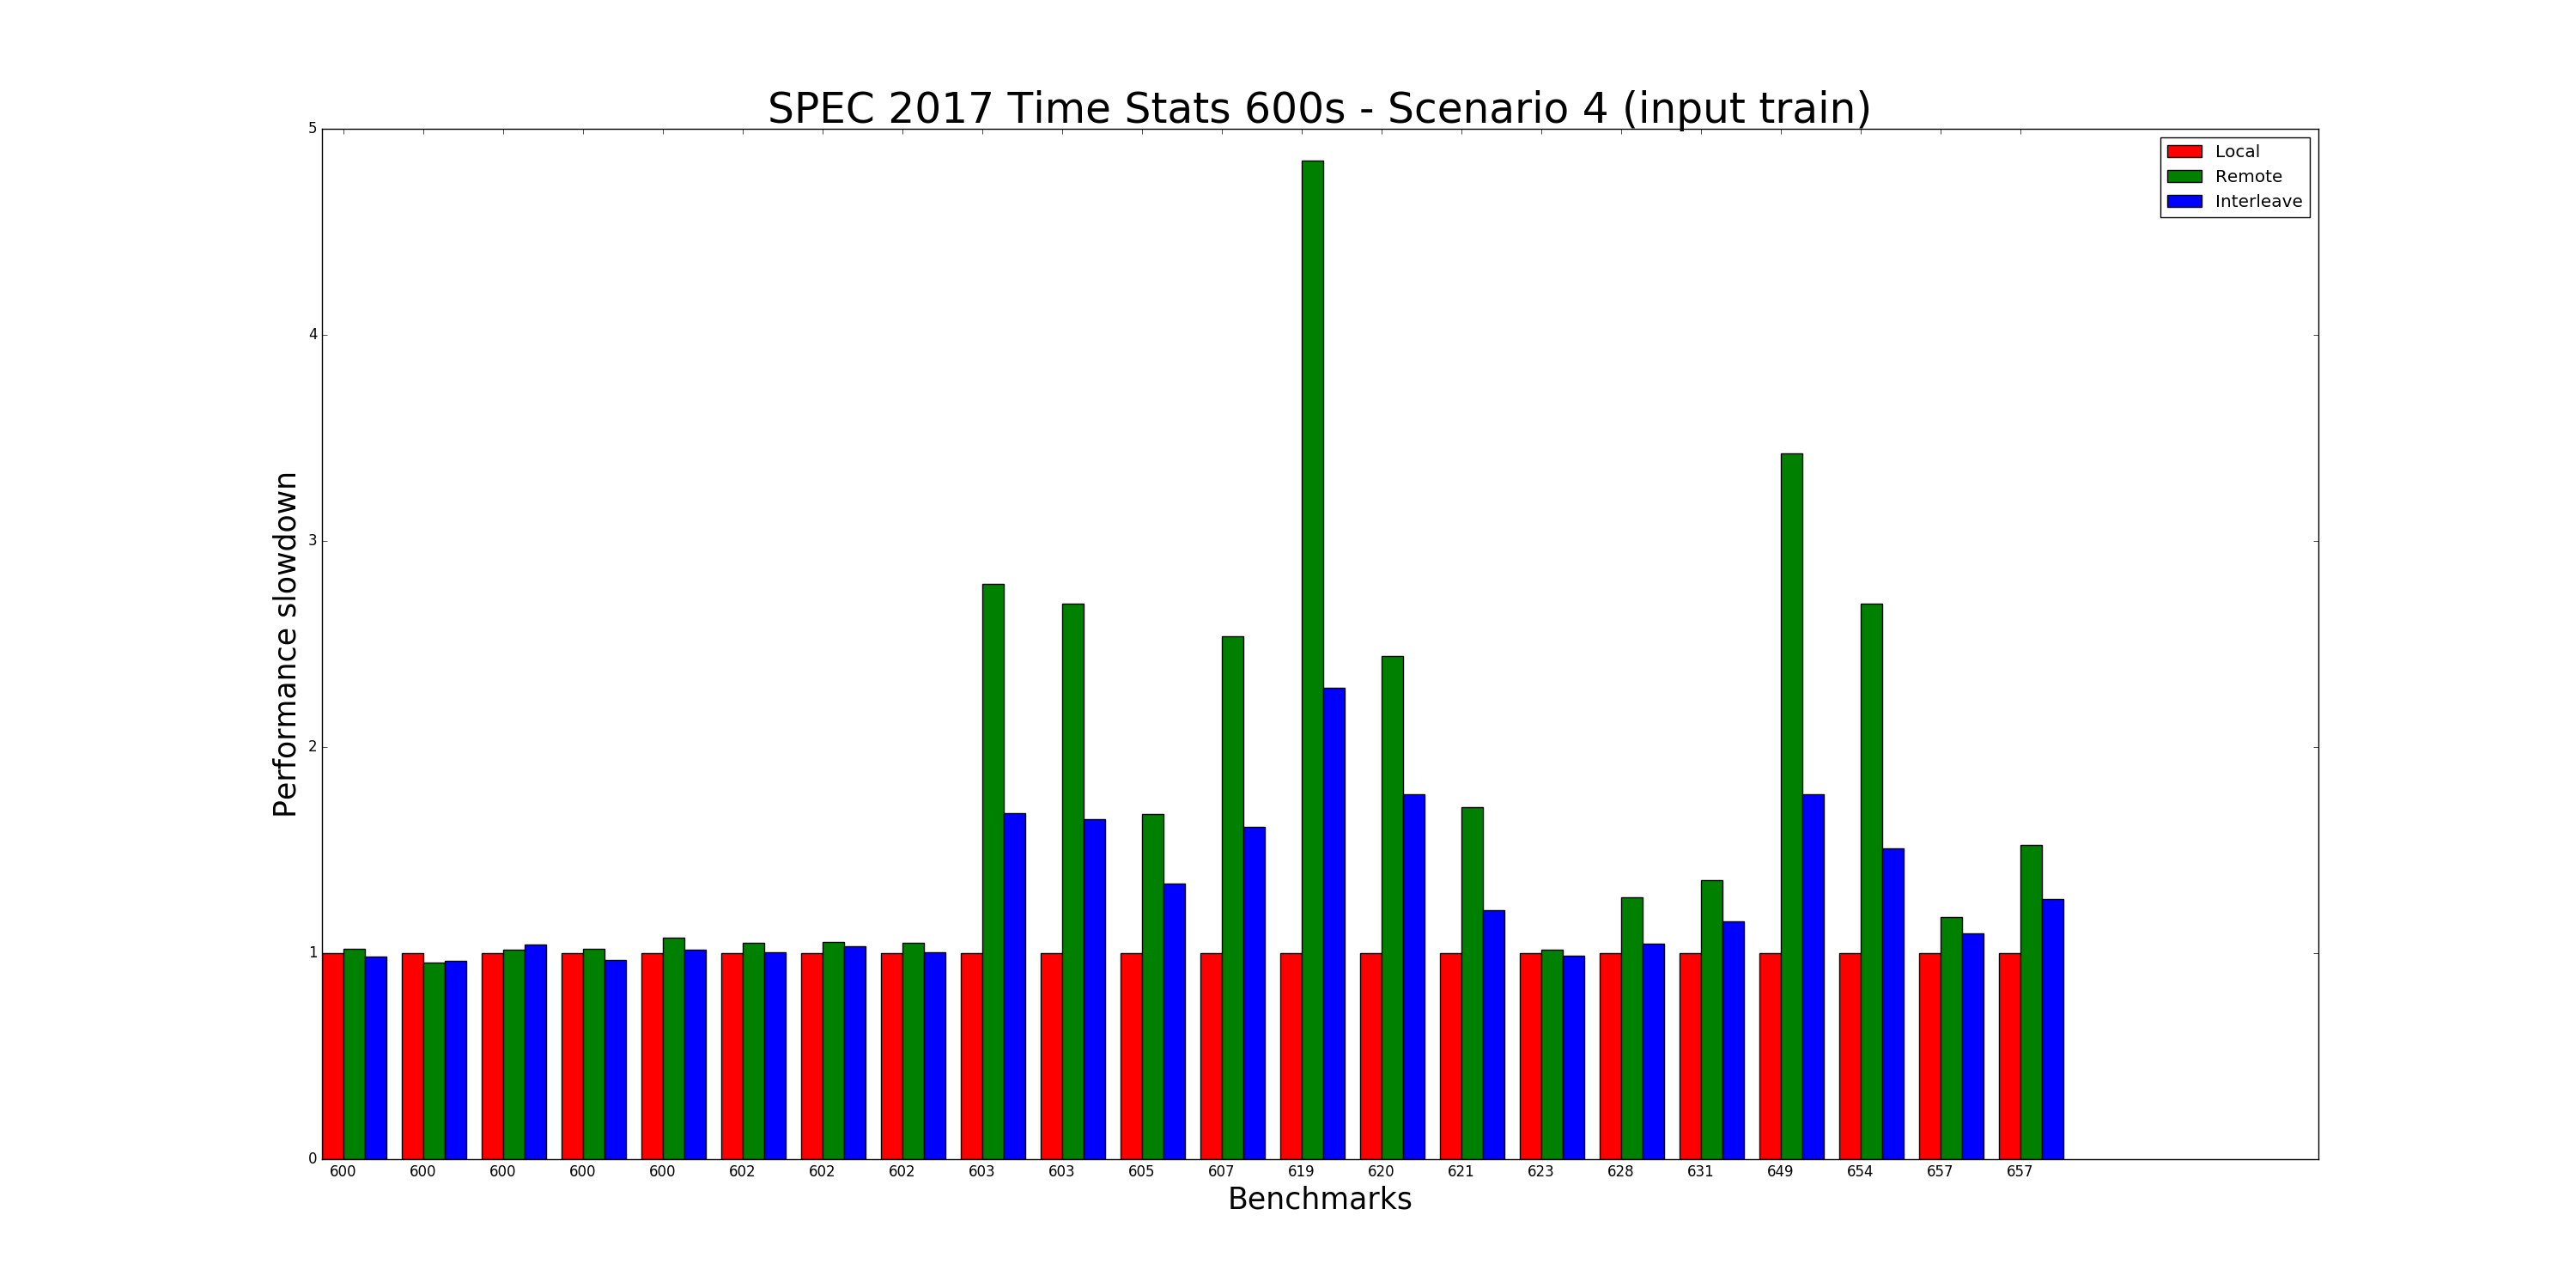 SPEC 2017 Time Stats 600s - Scenario 4 (input train)
5
4
3
2
1
0
Performance slowdown
Local
Remote
Interleave
600 600 600 600 600 602 602 602 603 603 605 607 619 620 621 623 628 631 649 654 657 657
Benchmarks